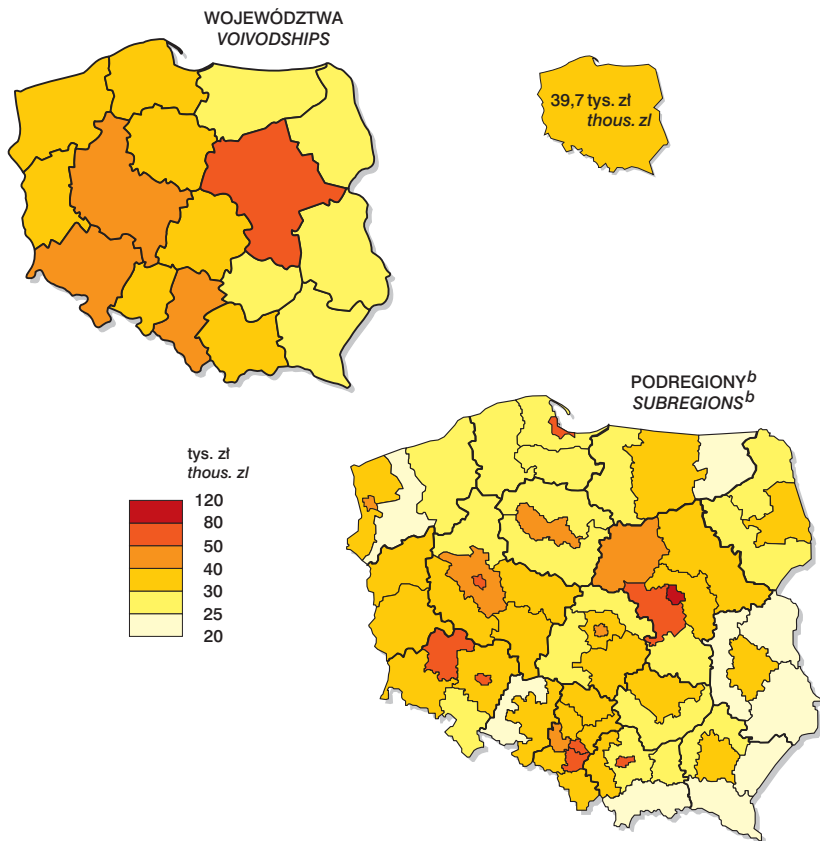 WOJEWÓDZTWA
VOIVODSHIPS
39,7 tys. zł
thous. zl
PODREGIONY b
SUBREGIONS b
tys. zł
thous. zl
120
80
50
40
30
25
20